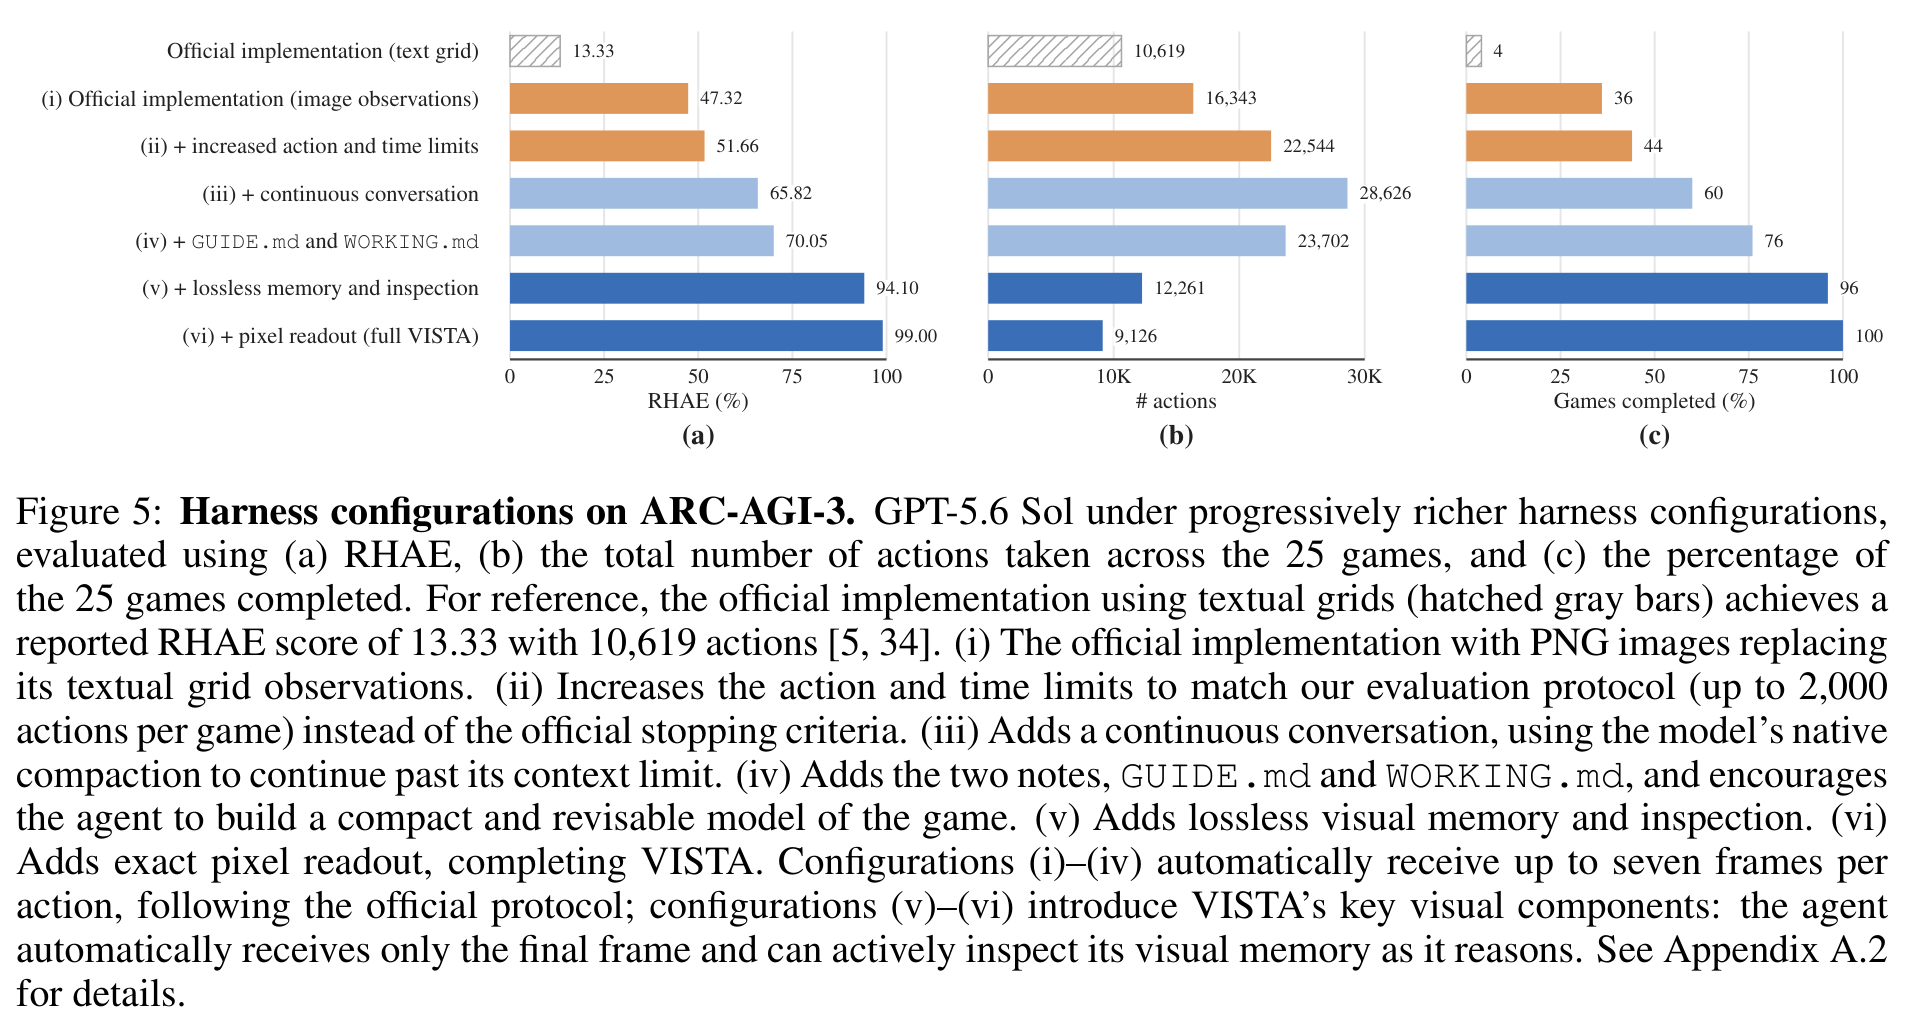 Official implementation (text grid)
13.33
10,619
4
(i) Official implementation (image observations)
47.32
16,343
36
(ii) + increased action and time limits
51.66
22,544
44
(iii) + continuous conversation
65.82
28,626
60
(iv) + GUIDE.md and WORKING.md
70.05
23,702
76
(v) + lossless memory and inspection
94.10
12,261
96
(vi) + pixel readout (full VISTA)
99.00
9,126
100
0 25 50 75 100
0 10K 20K 30K
0 25 50 75 100
RHAE (%)
# actions
Games completed (%)
(a)
(b)
(c)
Figure 5: Harness configurations on ARC-AGI-3. GPT-5.6 Sol under progressively richer harness configurations,
evaluated using (a) RHAE, (b) the total number of actions taken across the 25 games, and (c) the percentage of
the 25 games completed. For reference, the official implementation using textual grids (hatched gray bars) achieves a
reported RHAE score of 13.33 with 10,619 actions [5, 34]. (i) The official implementation with PNG images replacing
its textual grid observations. (ii) Increases the action and time limits to match our evaluation protocol (up to 2,000
actions per game) instead of the official stopping criteria. (iii) Adds a continuous conversation, using the model's native
compaction to continue past its context limit. (iv) Adds the two notes, GUIDE.md and WORKING.md, and encourages
the agent to build a compact and revisable model of the game. (v) Adds lossless visual memory and inspection. (vi)
Adds exact pixel readout, completing VISTA. Configurations (i)–(iv) automatically receive up to seven frames per
action, following the official protocol; configurations (v)–(vi) introduce VISTA's key visual components: the agent
automatically receives only the final frame and can actively inspect its visual memory as it reasons. See Appendix A.2
for details.